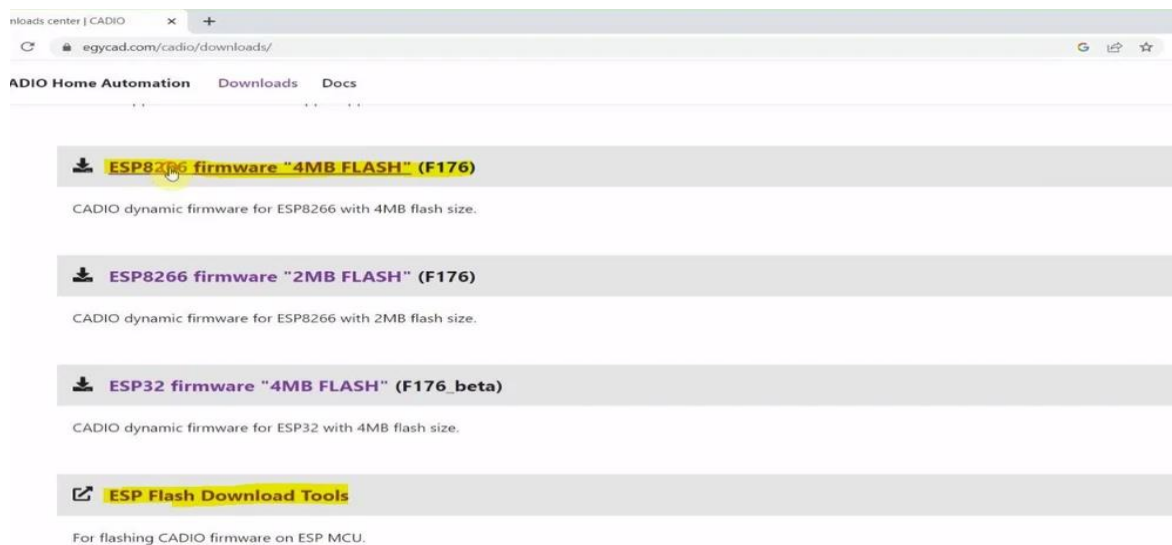 nloads center | CADIO
egycad.com/cadio/downloads/
ADIO Home Automation Downloads Docs
ESP8266 firmware "4MB FLASH" (F176)
CADIO dynamic firmware for ESP8266 with 4MB flash size.
ESP8266 firmware "2MB FLASH" (F176)
CADIO dynamic firmware for ESP8266 with 2MB flash size.
ESP32 firmware "4MB FLASH" (F176_beta)
CADIO dynamic firmware for ESP32 with 4MB flash size.
ESP Flash Download Tools
For flashing CADIO firmware on ESP MCU.